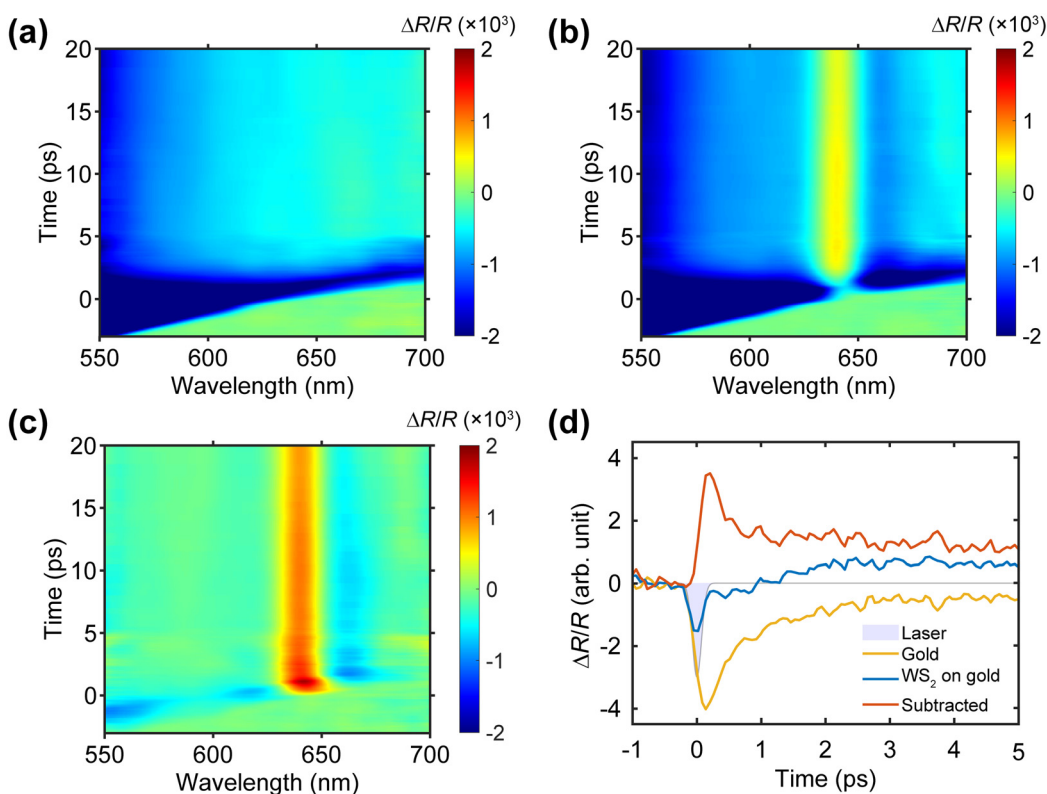 (a)
ΔR/R (×10³)
20
15
10
5
0
Time (ps)
550 600 650 700
Wavelength (nm)
2
1
0
-1
-2
(b)
ΔR/R (×10³)
20
15
10
5
0
Time (ps)
550 600 650 700
Wavelength (nm)
2
1
0
-1
-2
(c)
ΔR/R (×10³)
20
15
10
5
0
Time (ps)
550 600 650 700
Wavelength (nm)
2
1
0
-1
-2
(d)
4
2
0
-2
-4
ΔR/R (arb. unit)
Laser
Gold
WS₂ on gold
Subtracted
-1 0 1 2 3 4 5
Time (ps)